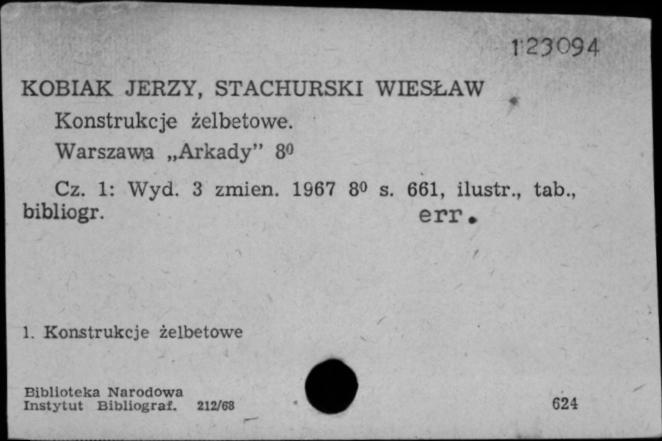 123094
KOBIAK JERZY, STACHURSKI WIESŁAW
Konstrukcje żelbetowe.
Warszawa „Arkady” 8⁰
Cz. 1: Wyd. 3 zmien. 1967 8⁰ s. 661, ilustr., tab.,
bibliogr. err.
1. Konstrukcje żelbetowe
Biblioteka Narodowa
Instytut Bibliograf. 212/68 624